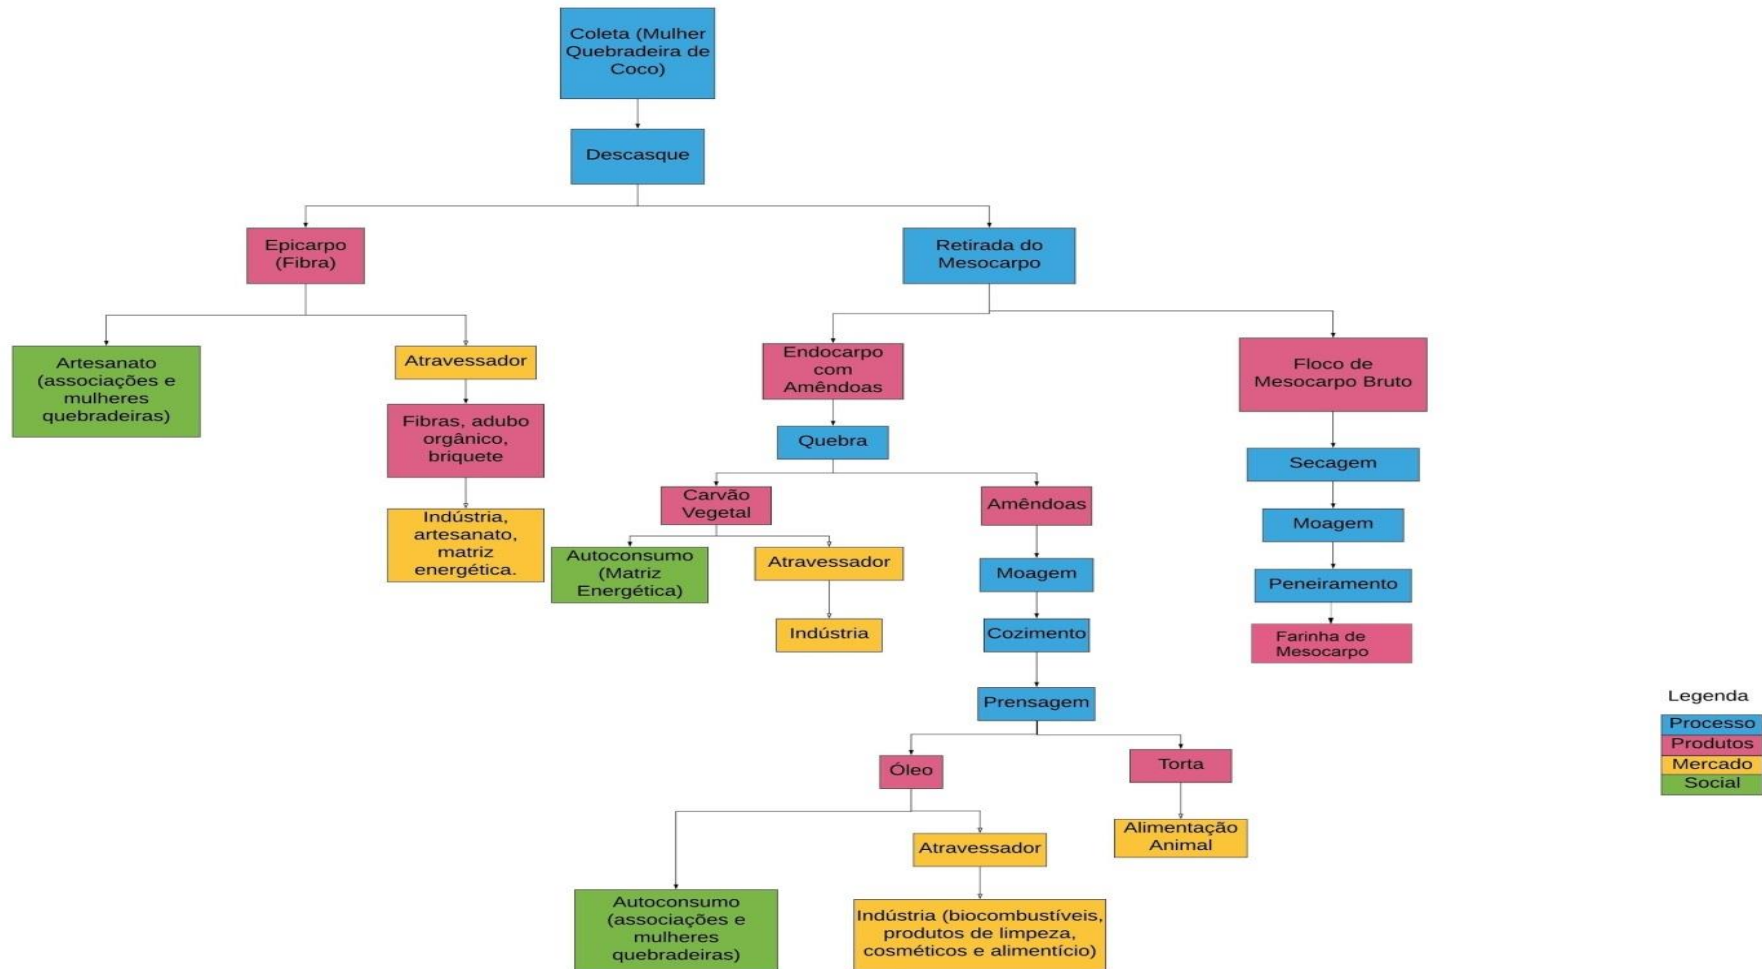 Coleta (Mulher
Quebradeira de
Coco)
Descasque
Epicarpo
(Fibra)
Retirada do
Mesocarpo
Artesanato
(associações e
mulheres
quebradeiras)
Atravessador
Fibras, adubo
orgânico,
briquete
Indústria,
artesanato,
matriz
energética.
Endocarpo
com
Amêndoas
Quebra
Carvão
Vegetal
Autoconsumo
(Matriz
Energética)
Atravessador
Indústria
Amêndoas
Moagem
Cozimento
Prensagem
Óleo
Torta
Autoconsumo
(associações e
mulheres
quebradeiras)
Atravessador
Indústria (biocombustíveis,
produtos de limpeza,
cosméticos e alimentício)
Alimentação
Animal
Floco de
Mesocarpo Bruto
Secagem
Moagem
Peneiramento
Farinha de
Mesocarpo
Legenda
Processo
Produtos
Mercado
Social